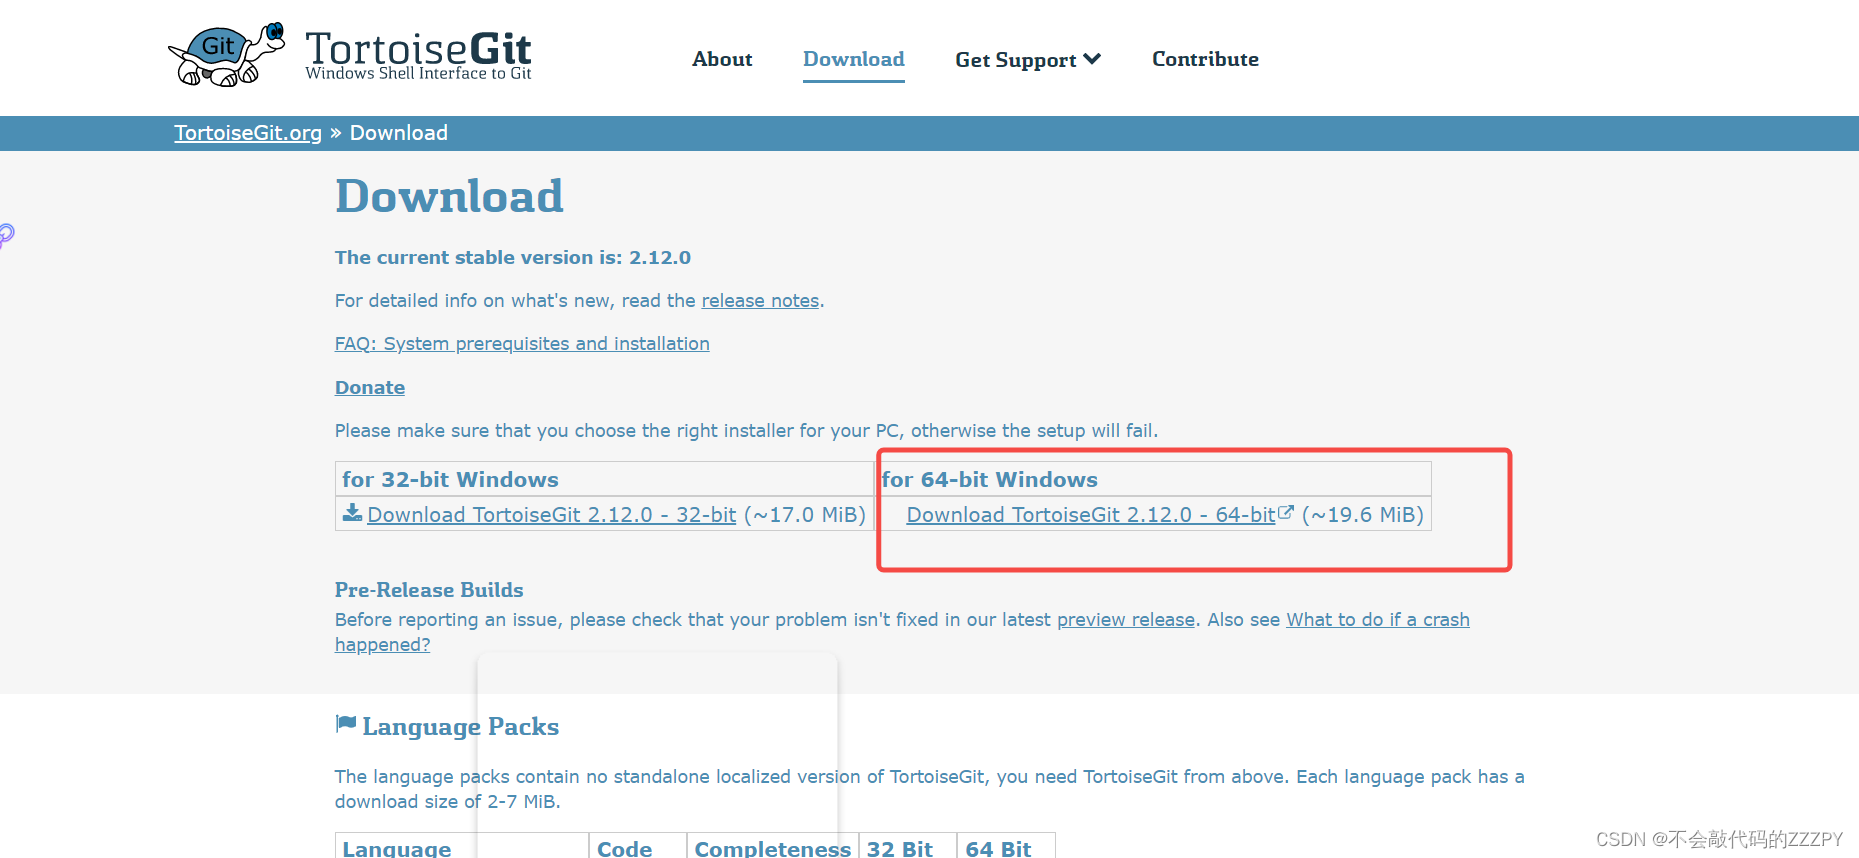 Git
TortoiseGit
Windows Shell Interface to Git
About Download Get Support Contribute
TortoiseGit.org » Download
Download
The current stable version is: 2.12.0
For detailed info on what's new, read the release notes.
FAQ: System prerequisites and installation
Donate
Please make sure that you choose the right installer for your PC, otherwise the setup will fail.
for 32-bit Windows for 64-bit Windows
Download TortoiseGit 2.12.0 - 32-bit (~17.0 MiB) Download TortoiseGit 2.12.0 - 64-bit (~19.6 MiB)
Pre-Release Builds
Before reporting an issue, please check that your problem isn't fixed in our latest preview release. Also see What to do if a crash
happened?
Language Packs
The language packs contain no standalone localized version of TortoiseGit, you need TortoiseGit from above. Each language pack has a
download size of 2-7 MiB.
Language Code Completeness 32 Bit 64 Bit
CSDN @不会敲代码的ZZZPY